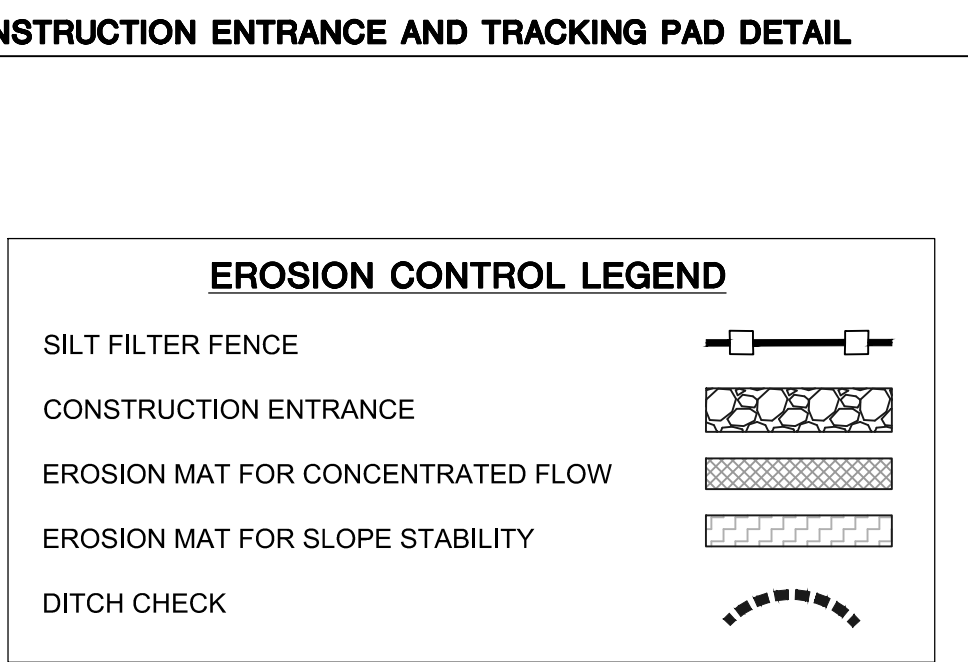 NSTRUCTION ENTRANCE AND TRACKING PAD DETAIL
EROSION CONTROL LEGEND
SILT FILTER FENCE
CONSTRUCTION ENTRANCE
EROSION MAT FOR CONCENTRATED FLOW
EROSION MAT FOR SLOPE STABILITY
DITCH CHECK